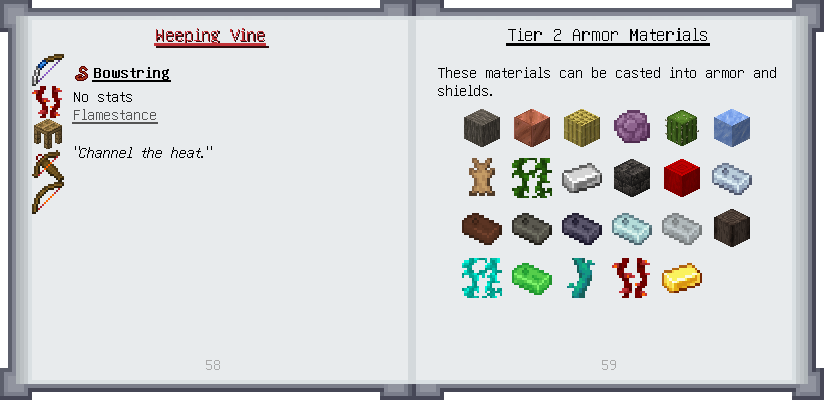 Weeping Vine
Bowstring
No stats
Flamestance
"Channel the heat."
58
Tier 2 Armor Materials
These materials can be casted into armor and
shields.
59